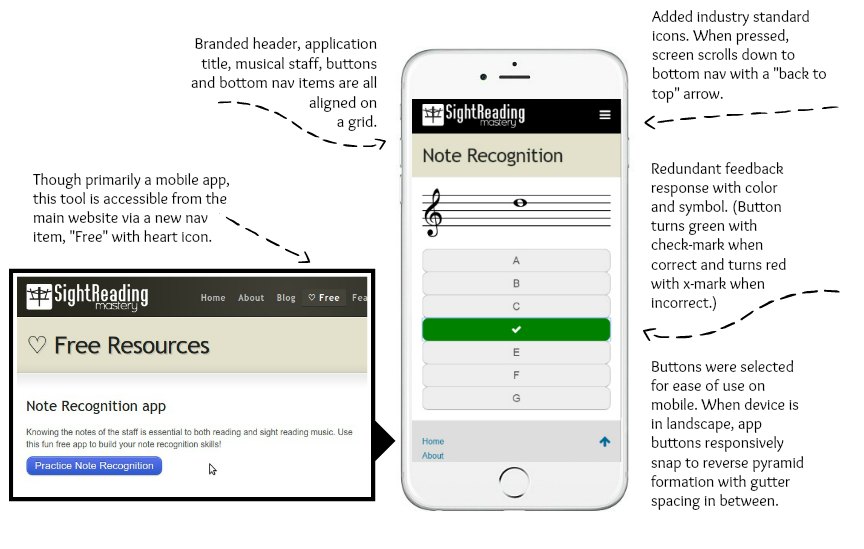 Branded header, application
title, musical staff, buttons
and bottom nav items are all
aligned on
a grid.
Though primarily a mobile app,
this tool is accessible from the
main website via a new nav
item, "Free" with heart icon.
SightReading
mastery
Home About Blog ♡ Free Fea
♡ Free Resources
Note Recognition app
Knowing the notes of the staff is essential to both reading and sight reading music. Use
this fun free app to build your note recognition skills!
Practice Note Recognition
SightReading
mastery
Note Recognition
A
B
C
E
F
G
Home
About
Added industry standard
icons. When pressed,
screen scrolls down to
bottom nav with a "back to
top" arrow.
Redundant feedback
response with color
and symbol. (Button
turns green with
check-mark when
correct and turns red
with x-mark when
incorrect.)
Buttons were selected
for ease of use on
mobile. When device is
in landscape, app
buttons responsively
snap to reverse pyramid
formation with gutter
spacing in between.